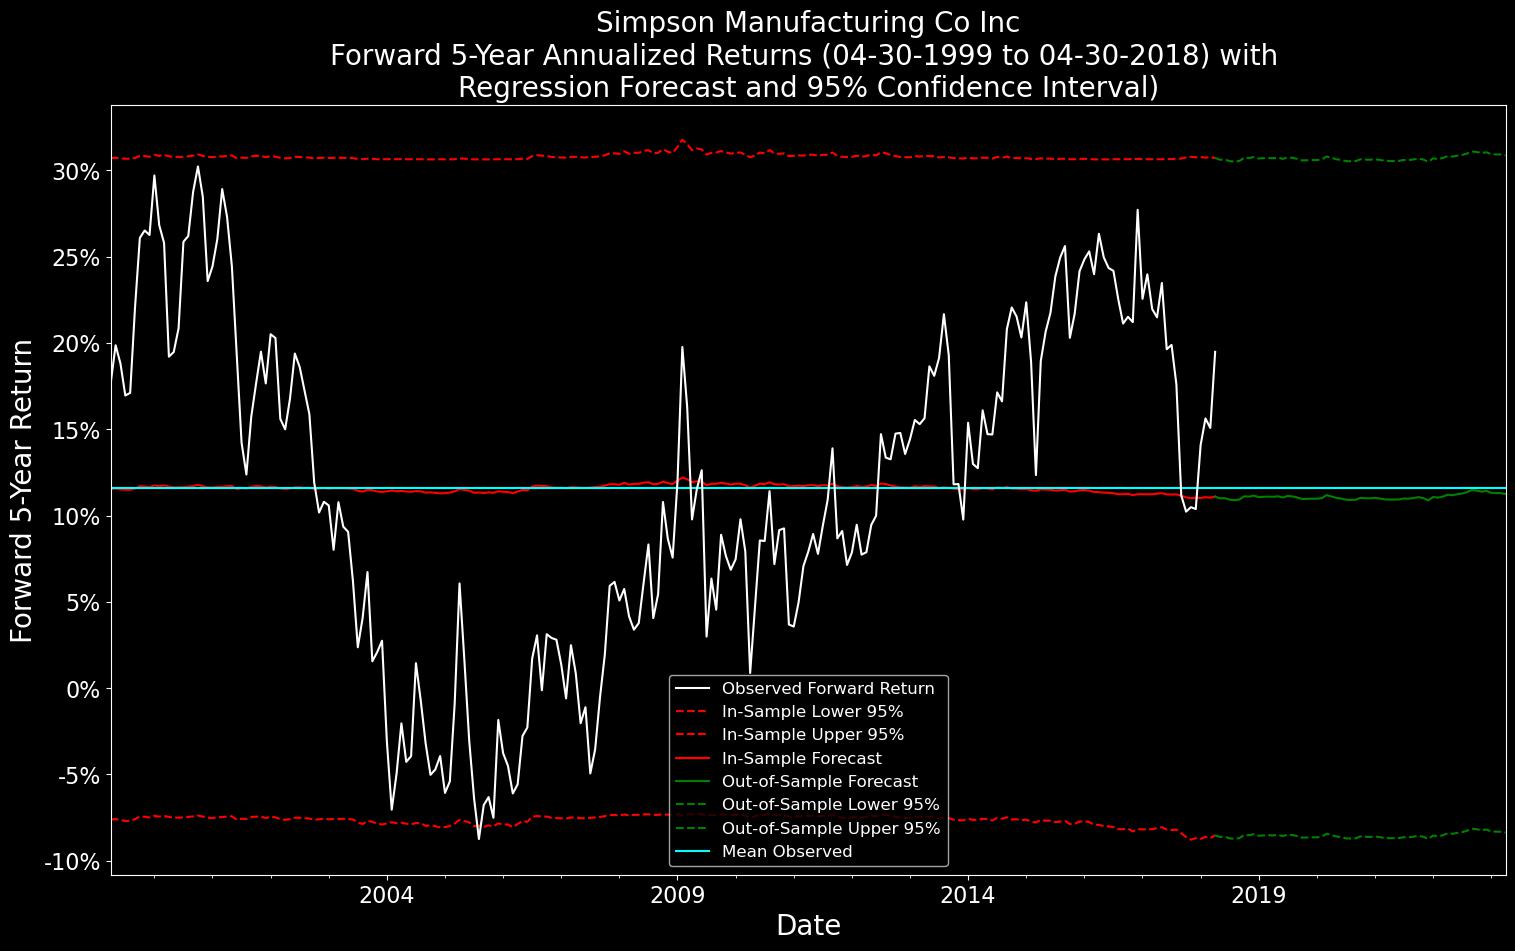 Simpson Manufacturing Co Inc
Forward 5-Year Annualized Returns (04-30-1999 to 04-30-2018) with
Regression Forecast and 95% Confidence Interval)
Forward 5-Year Return
30%
25%
20%
15%
10%
5%
0%
-5%
-10%
Observed Forward Return
In-Sample Lower 95%
In-Sample Upper 95%
In-Sample Forecast
Out-of-Sample Forecast
Out-of-Sample Lower 95%
Out-of-Sample Upper 95%
Mean Observed
2004
2009
2014
2019
Date